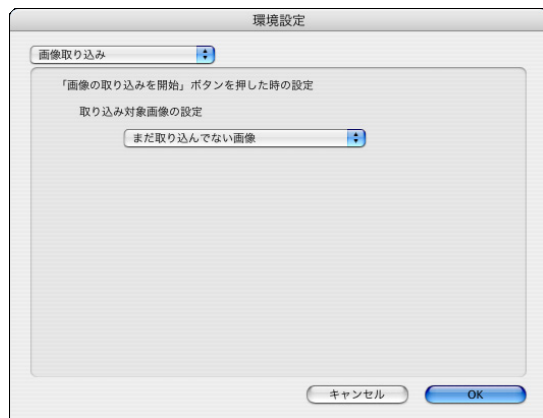 環境設定
画像取り込み
「画像の取り込みを開始」ボタンを押した時の設定
取り込み対象画像の設定
まだ取り込んでない画像
キャンセル
OK